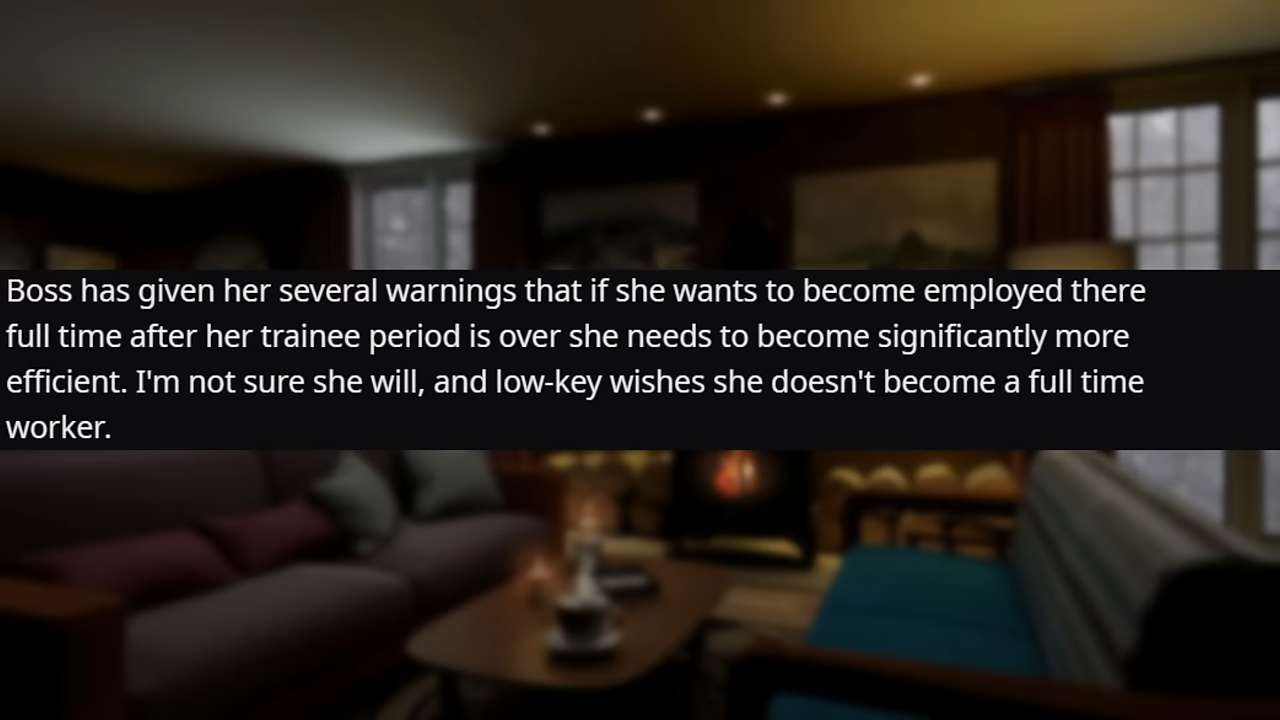 Boss has given her several warnings that if she wants to become employed there
full time after her trainee period is over she needs to become significantly more
efficient. I'm not sure she will, and low-key wishes she doesn't become a full time
worker.